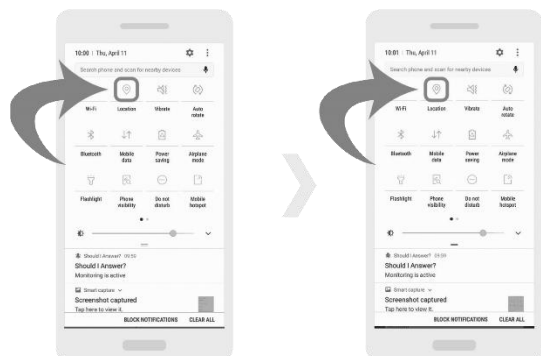 10:00 | Thu, April 11
Search phone and scan for nearby devices
Wi-Fi
Location
Vibrate
Auto rotate
Bluetooth
Mobile data
Power saving
Airplane mode
Flashlight
Phone visibility
Do not disturb
Mobile hotspot
Should I Answer? 09:59
Should I Answer?
Monitoring is active
Smart capture
Screenshot captured
Tap here to view it.
BLOCK NOTIFICATIONS CLEAR ALL
10:01 | Thu, April 11
Search phone and scan for nearby devices
Wi-Fi
Location
Vibrate
Auto rotate
Bluetooth
Mobile data
Power saving
Airplane mode
Flashlight
Phone visibility
Do not disturb
Mobile hotspot
Should I Answer? 09:59
Should I Answer?
Monitoring is active
Smart capture
Screenshot captured
Tap here to view it.
BLOCK NOTIFICATIONS CLEAR ALL